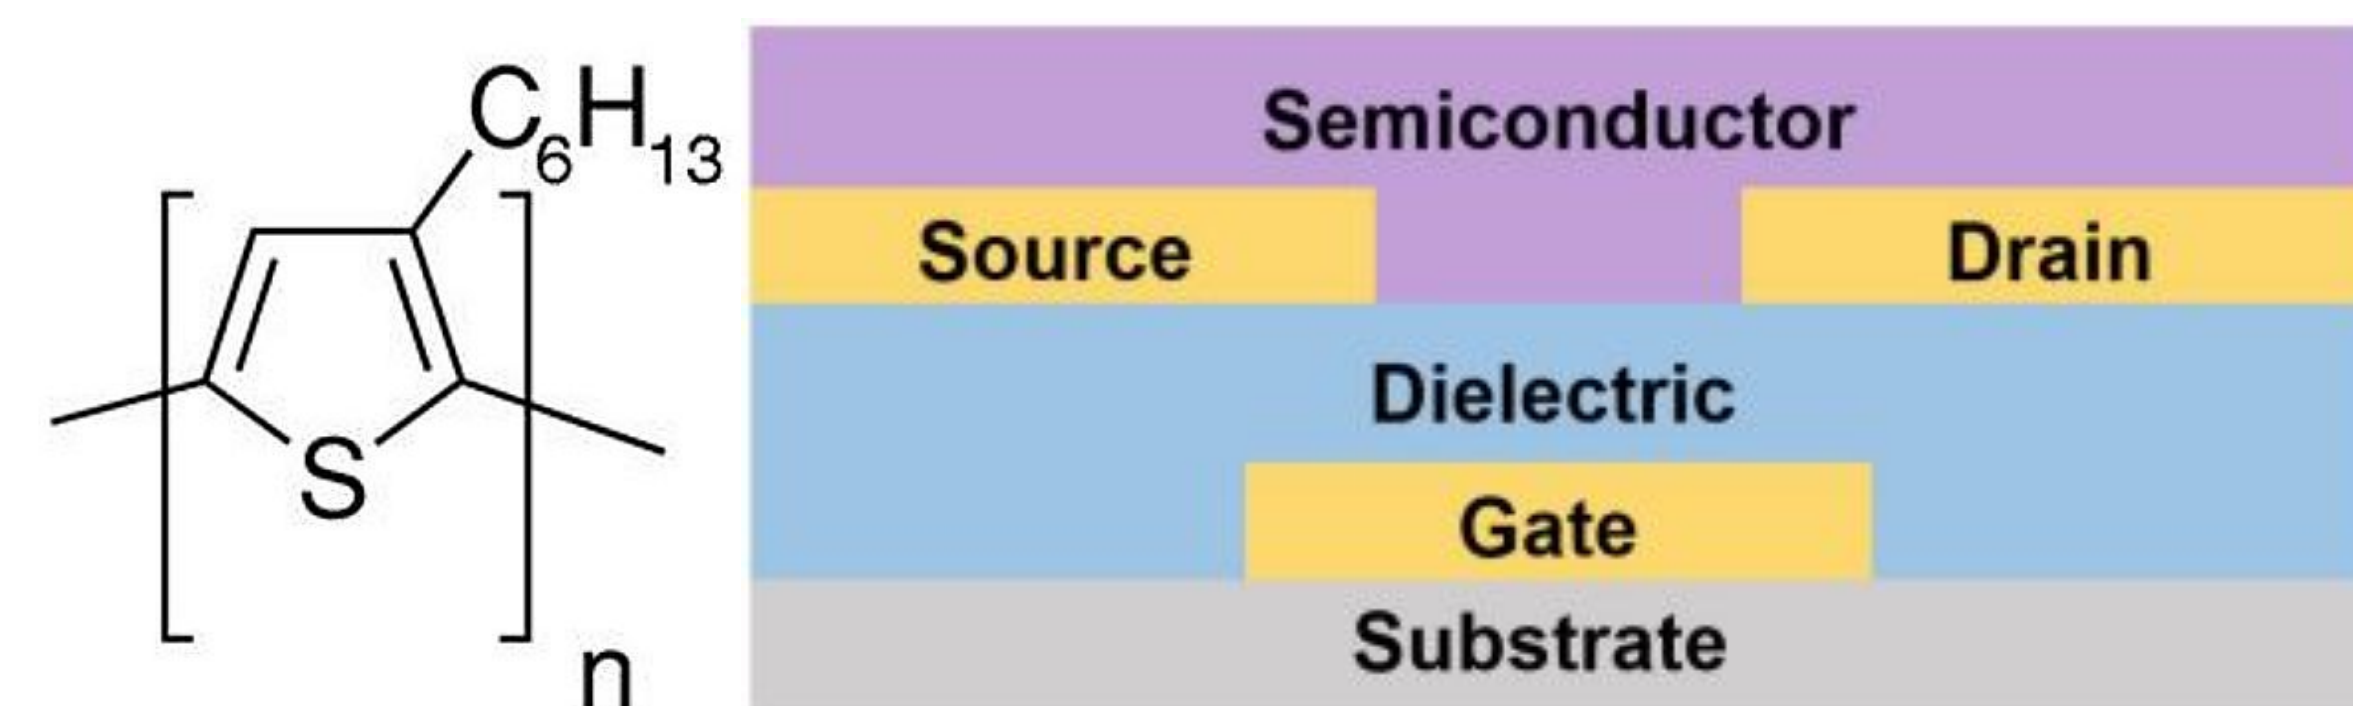 C6H13
S
n
Semiconductor
Source
Drain
Dielectric
Gate
Substrate